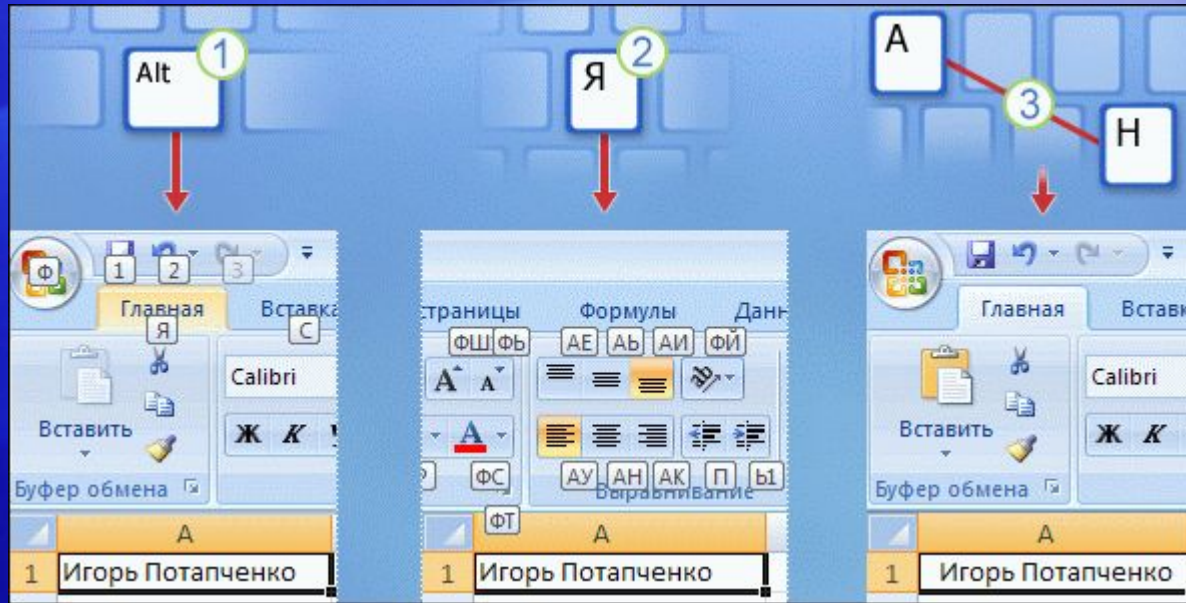 Alt
1
Я
2
А
3
Н
Ф
1
2
3
Главная
Вставка
Я
С
Calibri
Вставить
Ж К
Буфер обмена
А
1 Игорь Потапченко
страницы Формулы Данн
ФШ ФЬ АЕ АЬ АИ ФЙ
А А
А
ФС АУ АН АК П Ы1
Выравнивание
ФТ
А
1 Игорь Потапченко
Главная Вставк
Calibri
Вставить
Ж К
Буфер обмена
А
1 Игорь Потапченко